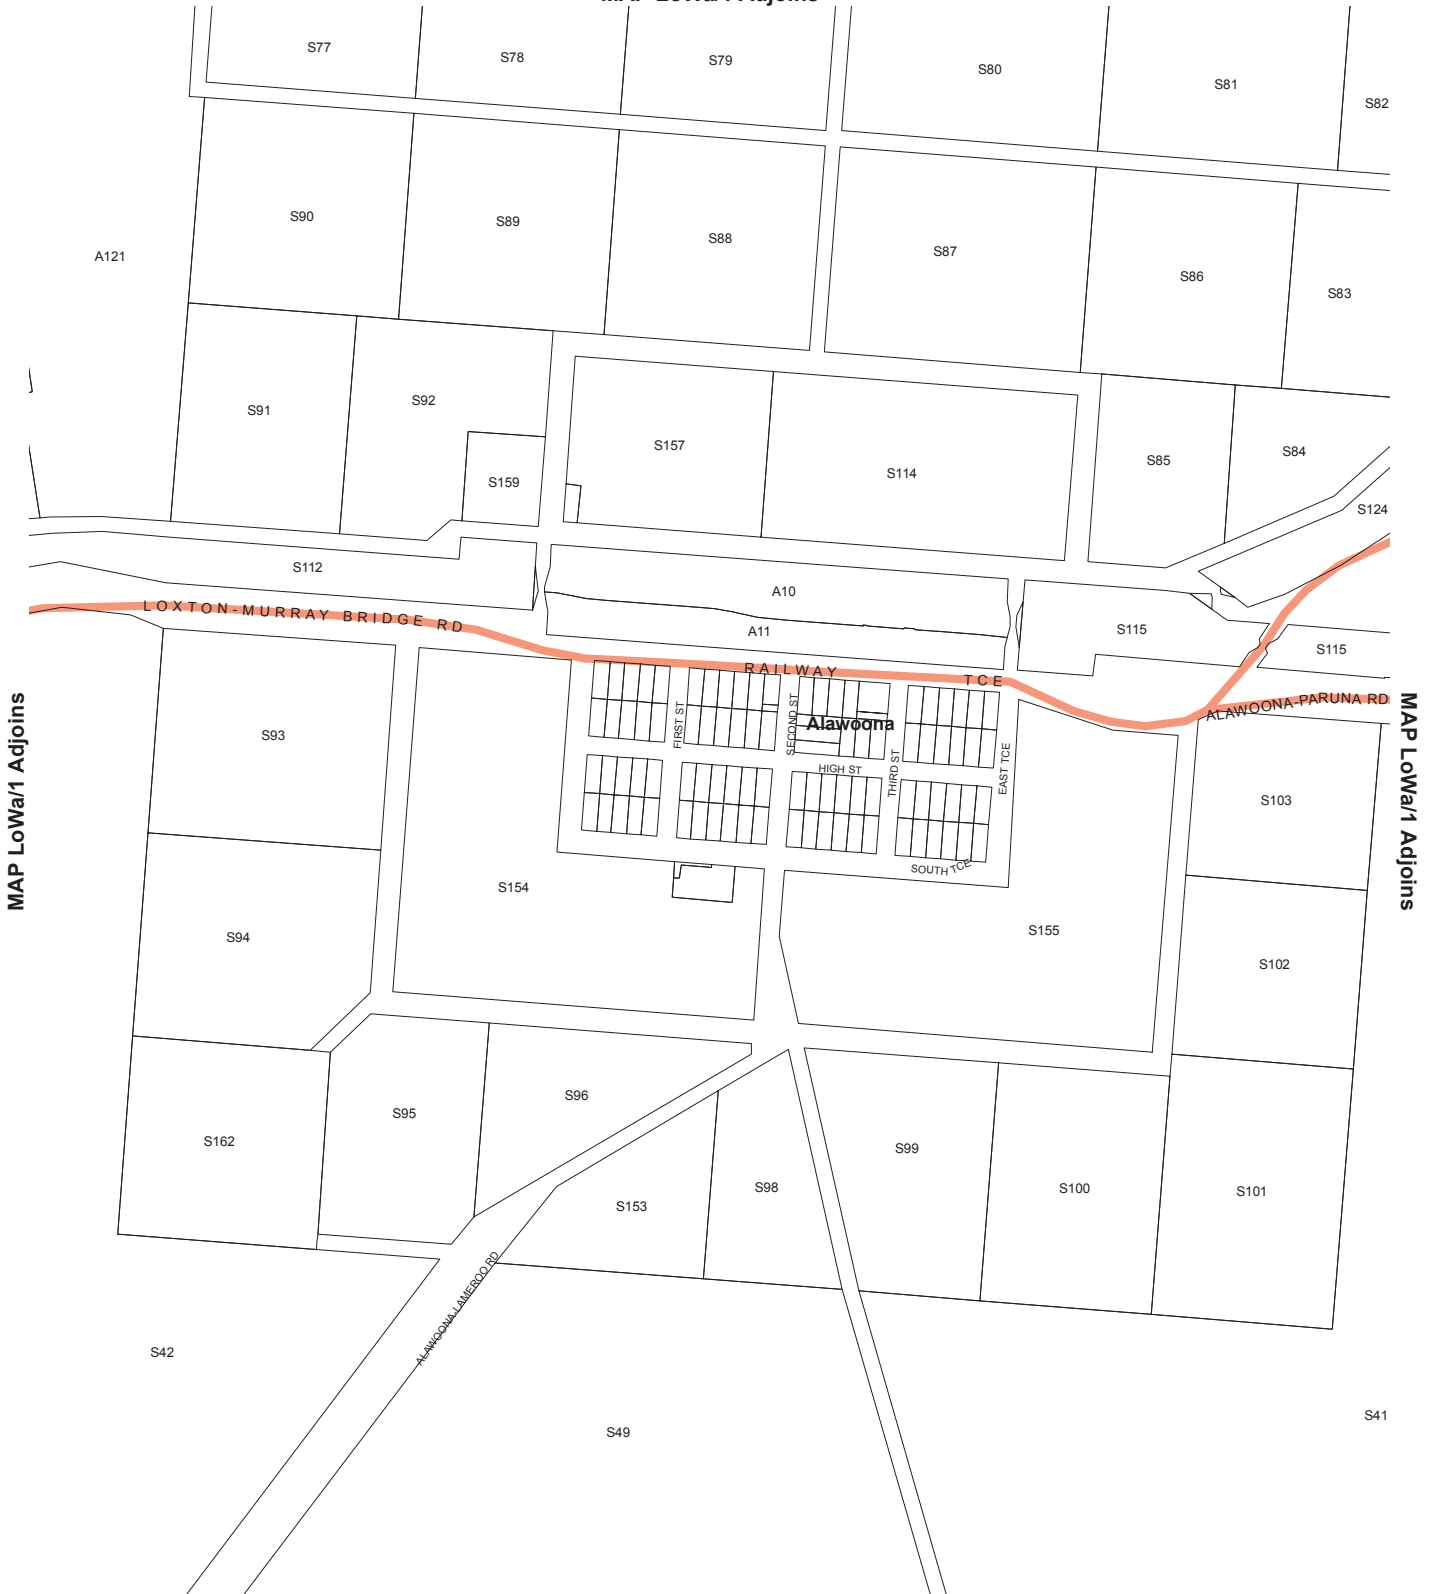 S77
S78
S79
S80
S81
S82
S90
S89
S88
S87
S86
S83
A121
S91
S92
S159
S157
S114
S85
S84
S124
S112
A10
A11
S115
S115
LOXTON-MURRAY BRIDGE RD
RAILWAY TCE
ALAWOONA-PARUNA RD
MAP LoWa/1 Adjoins
MAP LoWa/1 Adjoins
FIRST ST
SECOND ST
Alawoona
HIGH ST
THIRD ST
EAST TCE
SOUTH TCE
S93
S103
S154
S155
S94
S102
S162
S95
S96
S153
S98
S99
S100
S101
ALAWOONA-LAMEROO RD
S42
S49
S41